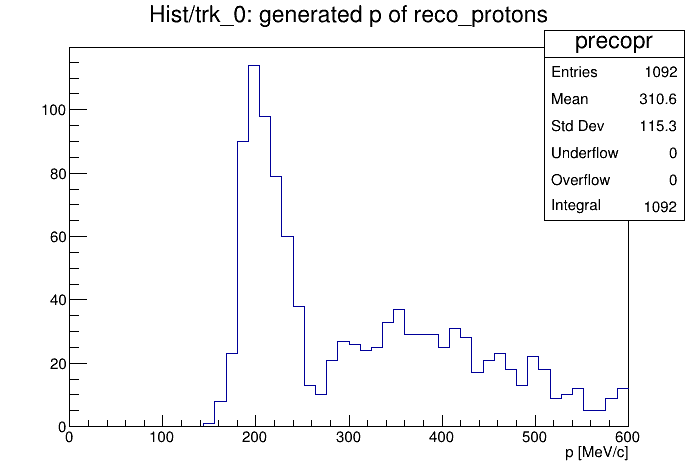 Hist/trk_0: generated p of reco_protons
precopr
Entries 1092
Mean 310.6
Std Dev 115.3
Underflow 0
Overflow 0
Integral 1092
100
80
60
40
20
0
0 100 200 300 400 500 600
p [MeV/c]